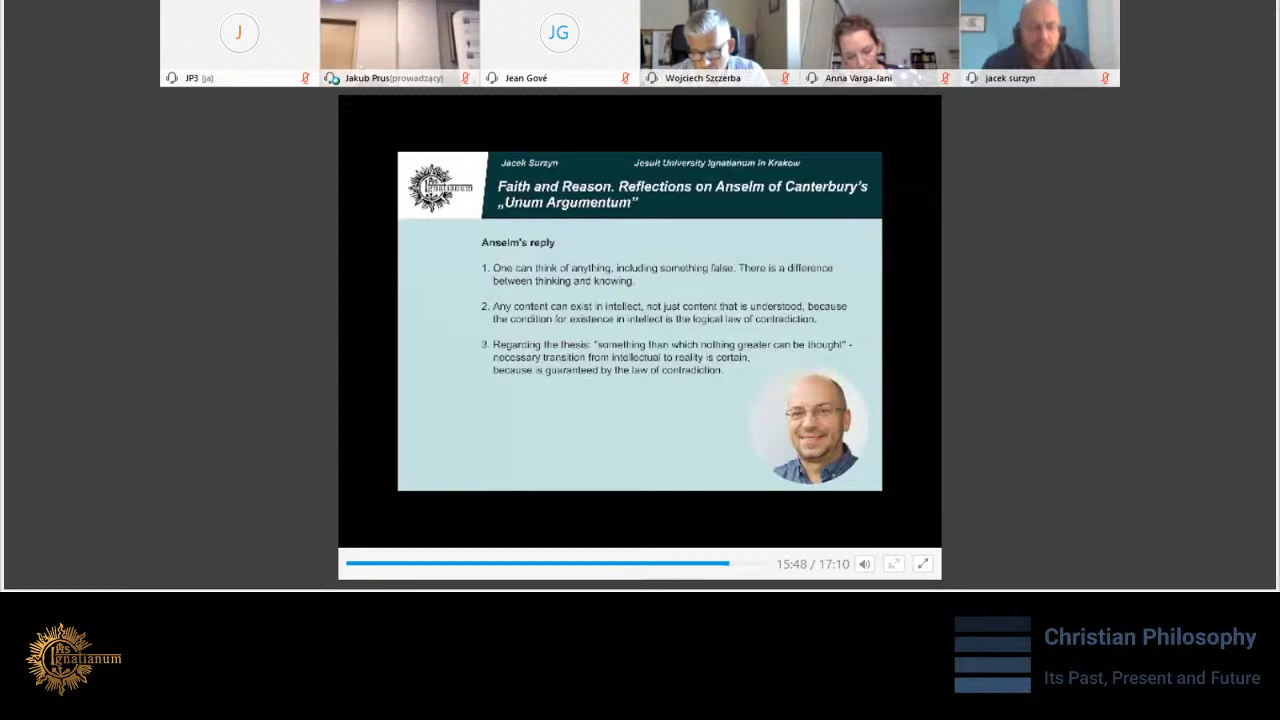 J
JG
JP3 (ja)
Jakub Prus(prowadzący)
Jean Gové
Wojciech Szczerba
Anna Varga-Jani
jacek surzyn
Jacek Surzyn
Jesuit University Ignatianum in Krakow
As
Ignatianum
Faith and Reason. Reflections on Anselm of Canterbury's
„Unum Argumentum”
Anselm's reply
1. One can think of anything, including something false. There is a difference
between thinking and knowing.
2. Any content can exist in intellect, not just content that is understood, because
the condition for existence in intellect is the logical law of contradiction.
3. Regarding the thesis: "something than which nothing greater can be thought" -
necessary transition from intellectual to reality is certain,
because is guaranteed by the law of contradiction.
15:48 / 17:10
As
Ignatianum
Christian Philosophy
Its Past, Present and Future